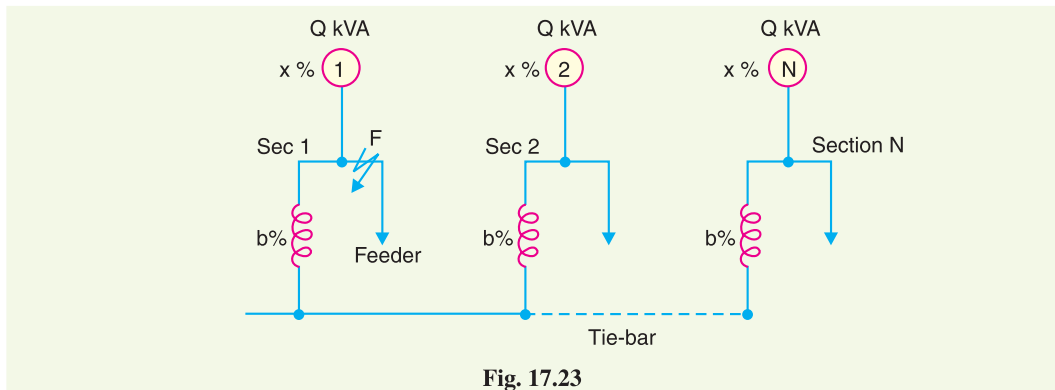 Q kVA Q kVA Q kVA
x % 1 x % 2 x % N
Sec 1 F Sec 2 Section N
b% b% b%
Feeder
Tie-bar
Fig. 17.23